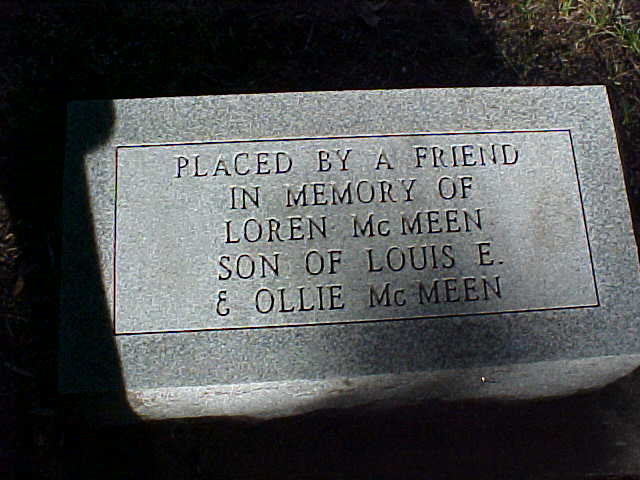 PLACED BY A FRIEND
IN MEMORY OF
LOREN McMEEN
SON OF LOUIS E.
& OLLIE McMEEN